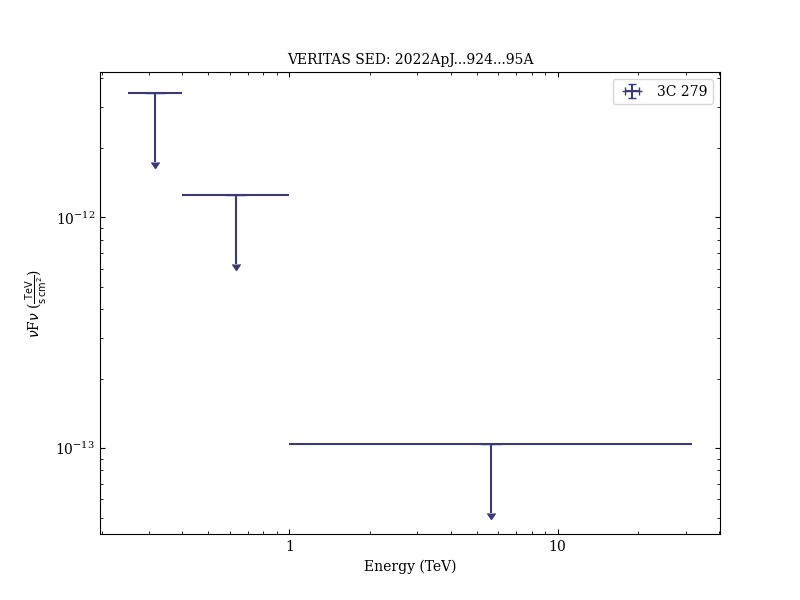 VERITAS SED: 2022ApJ...924...95A
3C 279
10⁻¹²
10⁻¹³
νFν (TeV / s cm²)
1
10
Energy (TeV)